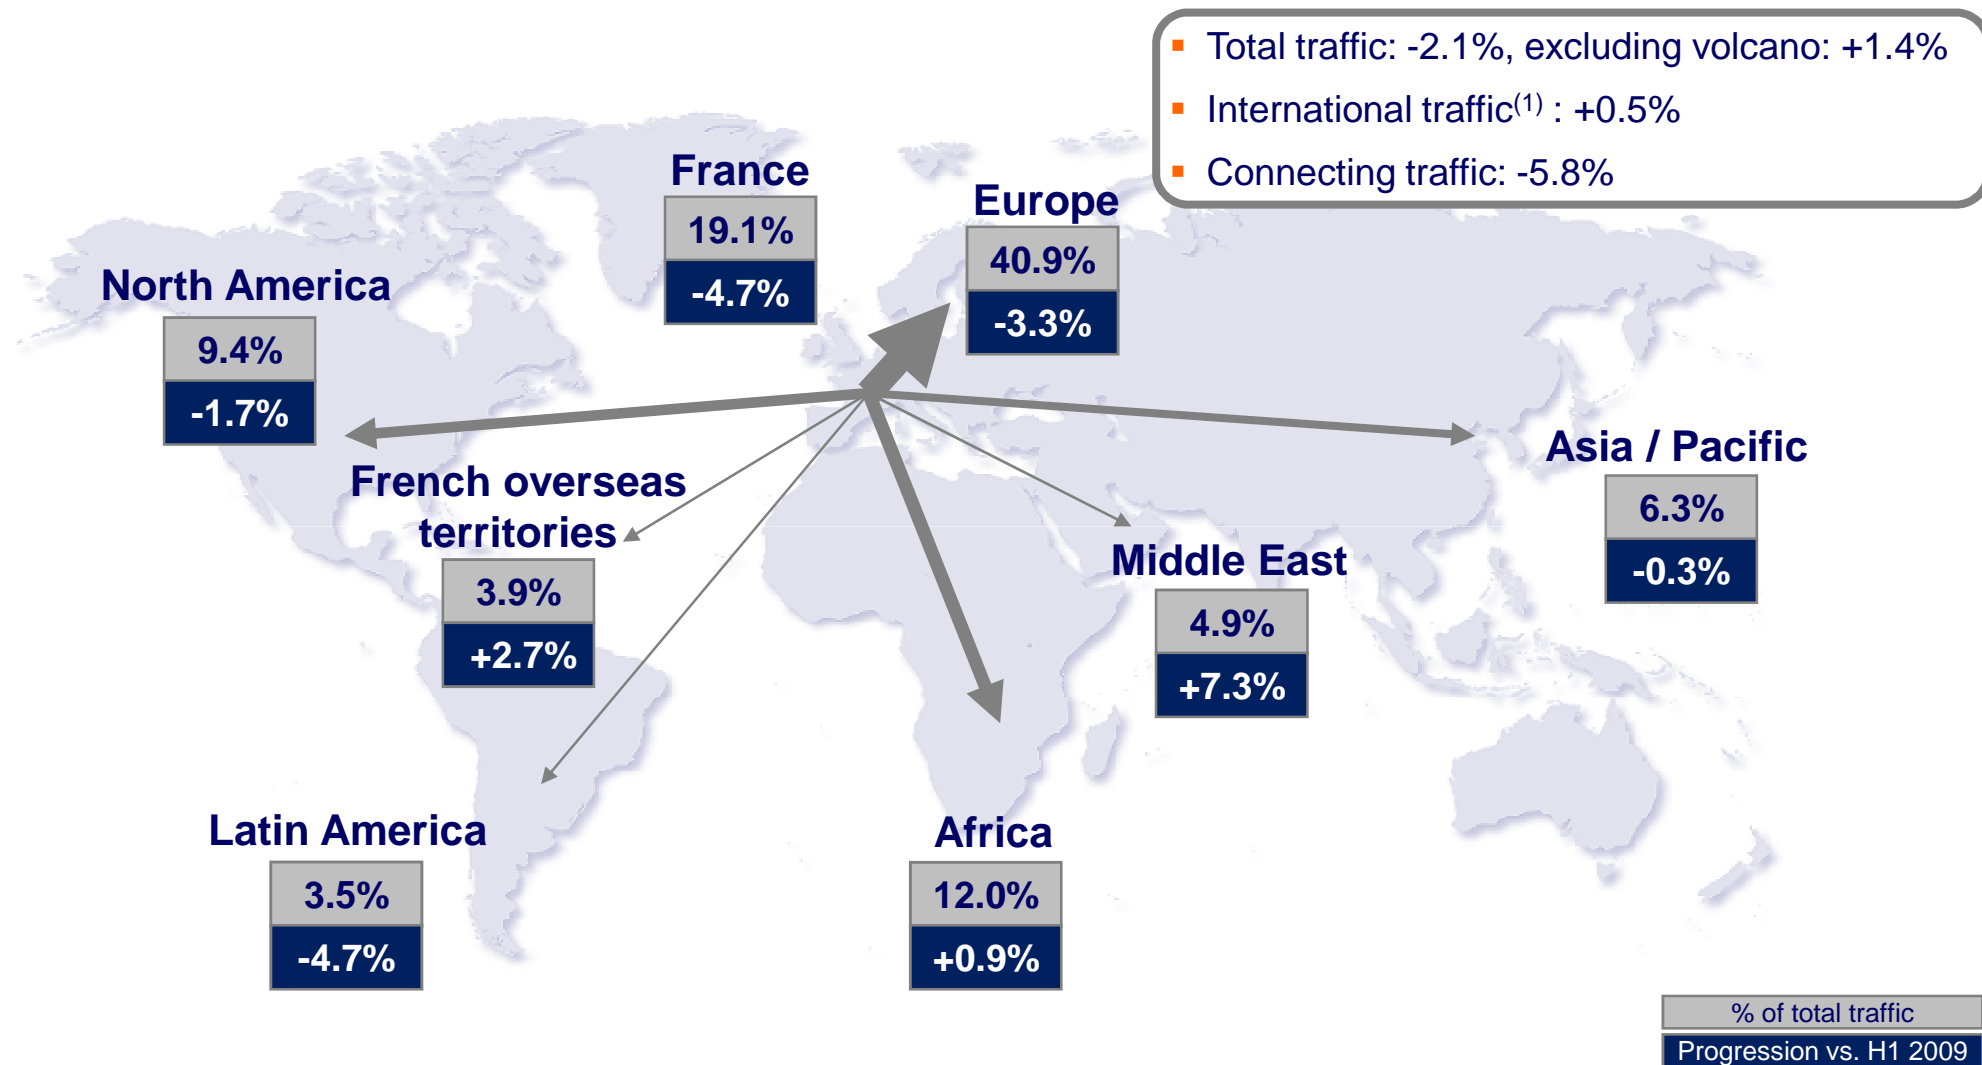 ▪ Total traffic: -2.1%, excluding volcano: +1.4%
▪ International traffic(1) : +0.5%
▪ Connecting traffic: -5.8%
France
19.1%
-4.7%
Europe
40.9%
-3.3%
North America
9.4%
-1.7%
Asia / Pacific
6.3%
-0.3%
French overseas
territories
3.9%
+2.7%
Middle East
4.9%
+7.3%
Latin America
3.5%
-4.7%
Africa
12.0%
+0.9%
% of total traffic
Progression vs. H1 2009